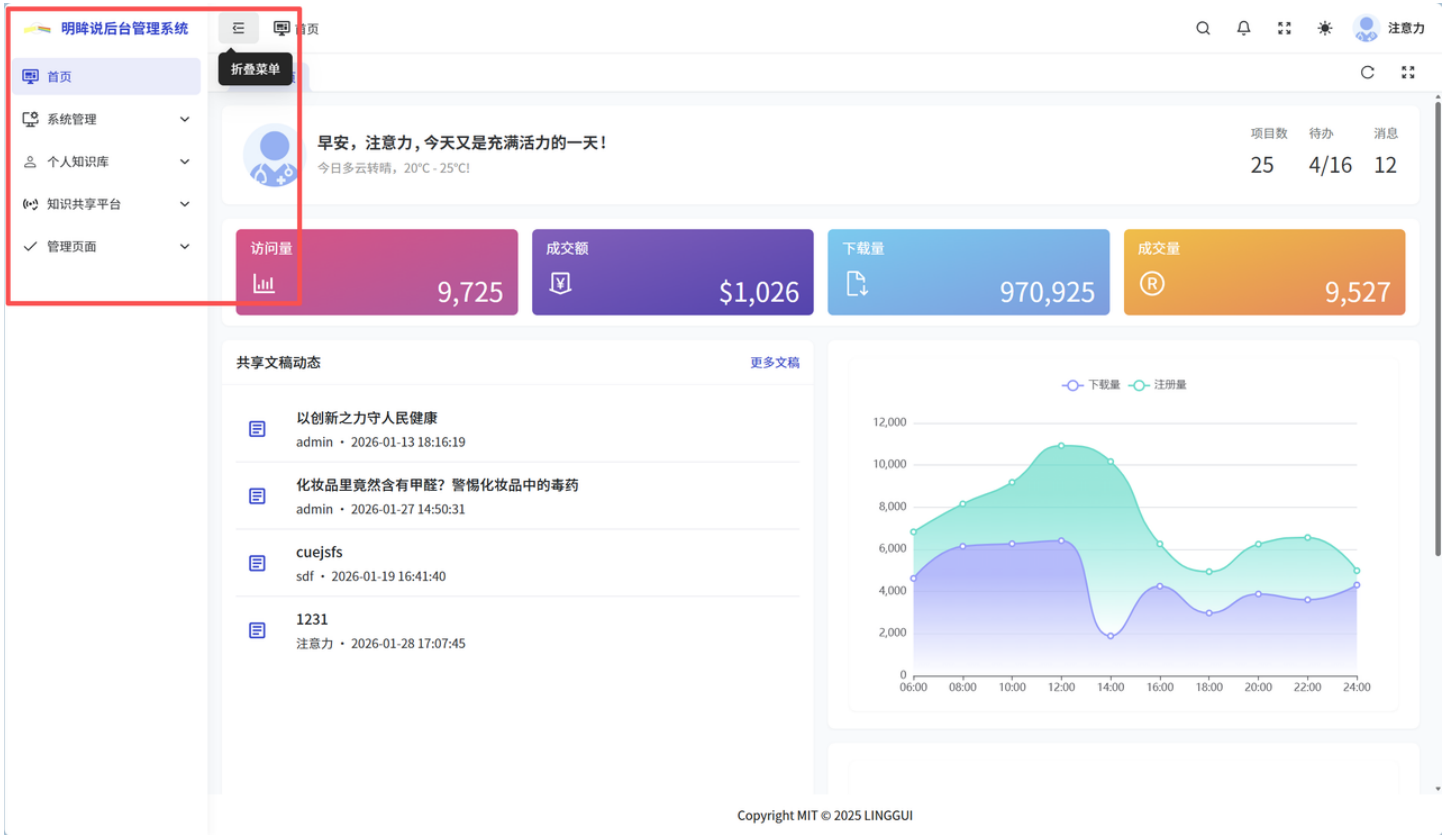 明眸说后台管理系统
首页
注意力
首页
折叠菜单
系统管理
个人知识库
知识共享平台
管理页面
早安，注意力, 今天又是充满活力的一天！
今日多云转晴，20℃ - 25℃!
项目数
待办
消息
25
4/16
12
访问量
9,725
成交额
$1,026
下载量
970,925
成交量
9,527
共享文稿动态
更多文稿
以创新之力守人民健康
admin • 2026-01-13 18:16:19
化妆品里竟然含有甲醛？警惕化妆品中的毒药
admin • 2026-01-27 14:50:31
cuejsfs
sdf • 2026-01-19 16:41:40
1231
注意力 • 2026-01-28 17:07:45
下载量
注册量
12,000
10,000
8,000
6,000
4,000
2,000
0
06:00 08:00 10:00 12:00 14:00 16:00 18:00 20:00 22:00 24:00
Copyright MIT © 2025 LINGGUI